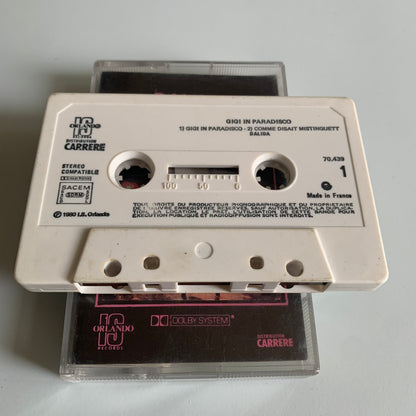 GIGI IN PARADISCO
1) GIGI IN PARADISCO - 2) COMME DISAIT MISTINGUETT
DALIDA
IS
ORLANDO
RECORDS
DISTRIBUTION
CARRERE
STEREO
COMPATIBLE
SACEM
SDRM
℗ 1980 I.S. Orlando
100 50 0
70.439
1
Made in France
TOUS DROITS DU PRODUCTEUR PHONOGRAPHIQUE ET DU PROPRIETAIRE
DE L'OEUVRE ENREGISTREE RESERVES. SAUF AUTORISATION, LA DUPLICA-
TION, LA LOCATION, LE PRET, L'UTILISATION DE CETTE BANDE POUR
EXECUTION PUBLIQUE ET RADIODIFFUSION SONT INTERDITS.
IS
ORLANDO
RECORDS
DOLBY SYSTEM®
DISTRIBUTION
CARRERE